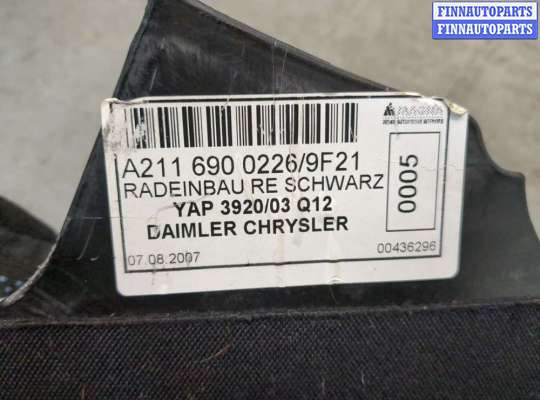 FINNAUTOPARTS
FINNAUTOPARTS
MAGNA
A211 690 0226/9F21
RADEINBAU RE SCHWARZ
YAP 3920/03 Q12
DAIMLER CHRYSLER
07.08.2007
00436296
0005